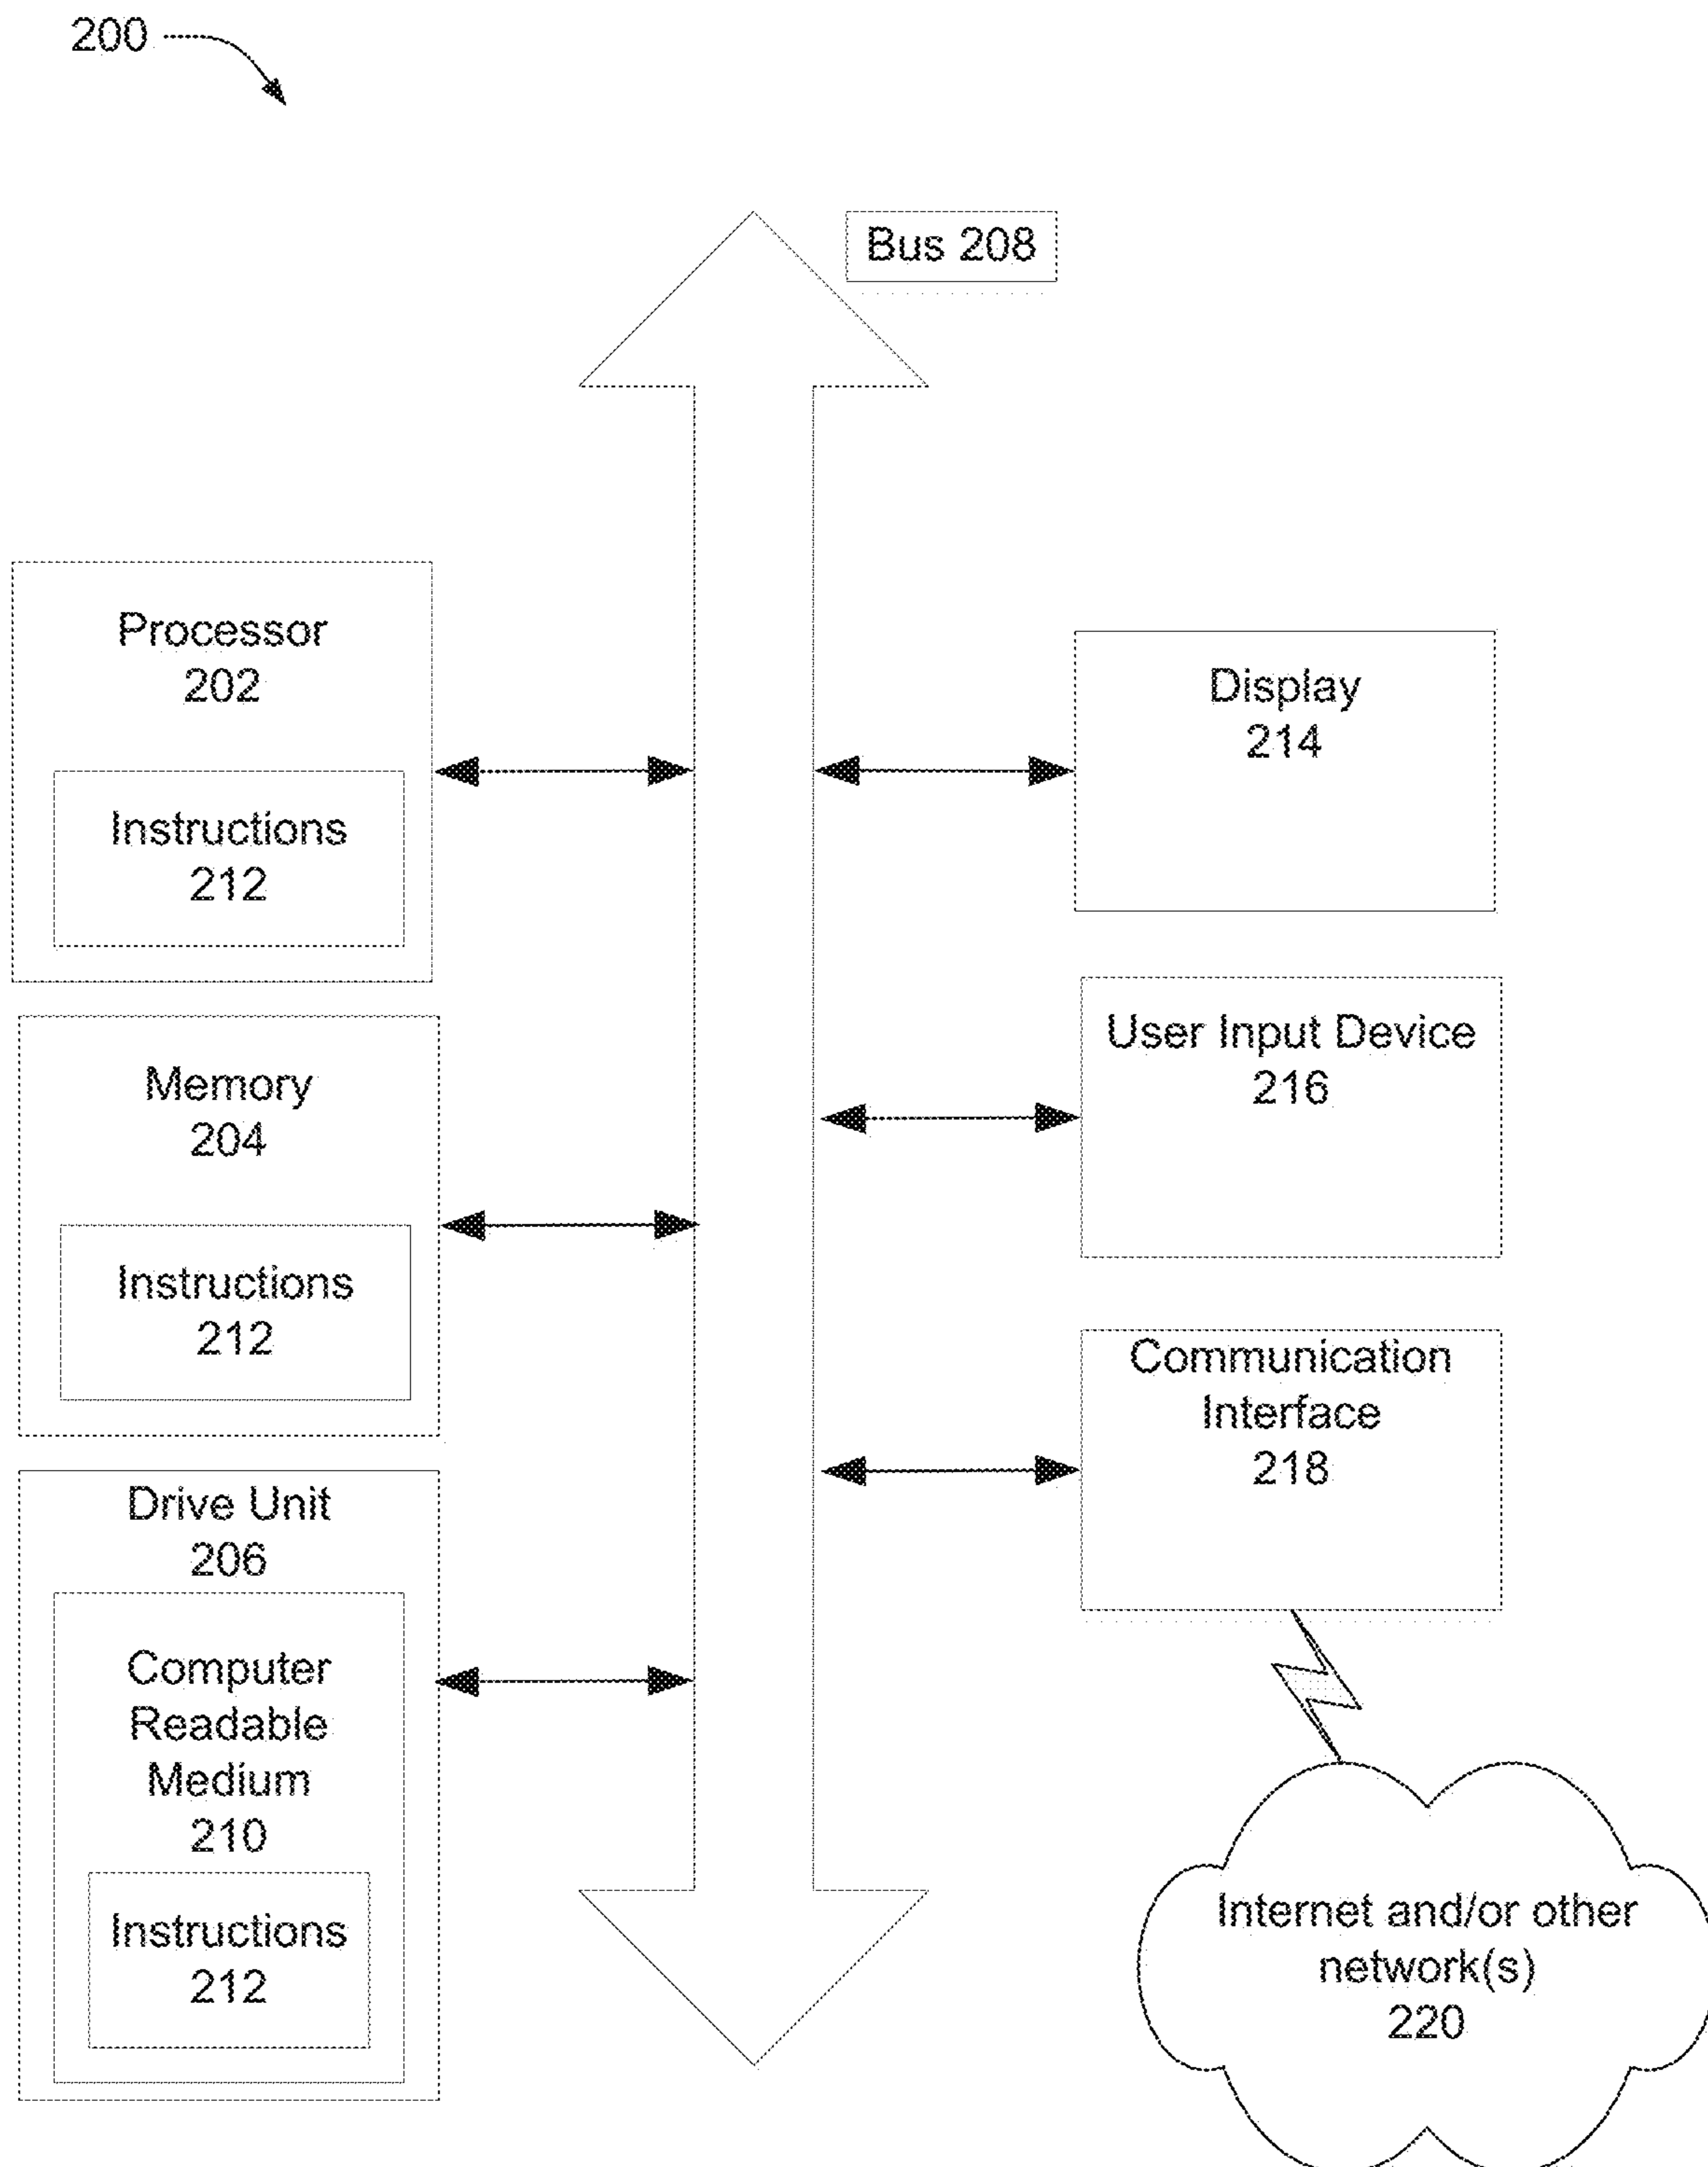 200
Bus 208
Processor
202
Instructions
212
Memory
204
Instructions
212
Drive Unit
206
Computer
Readable
Medium
210
Instructions
212
Display
214
User Input Device
216
Communication
Interface
218
Internet and/or other
network(s)
220